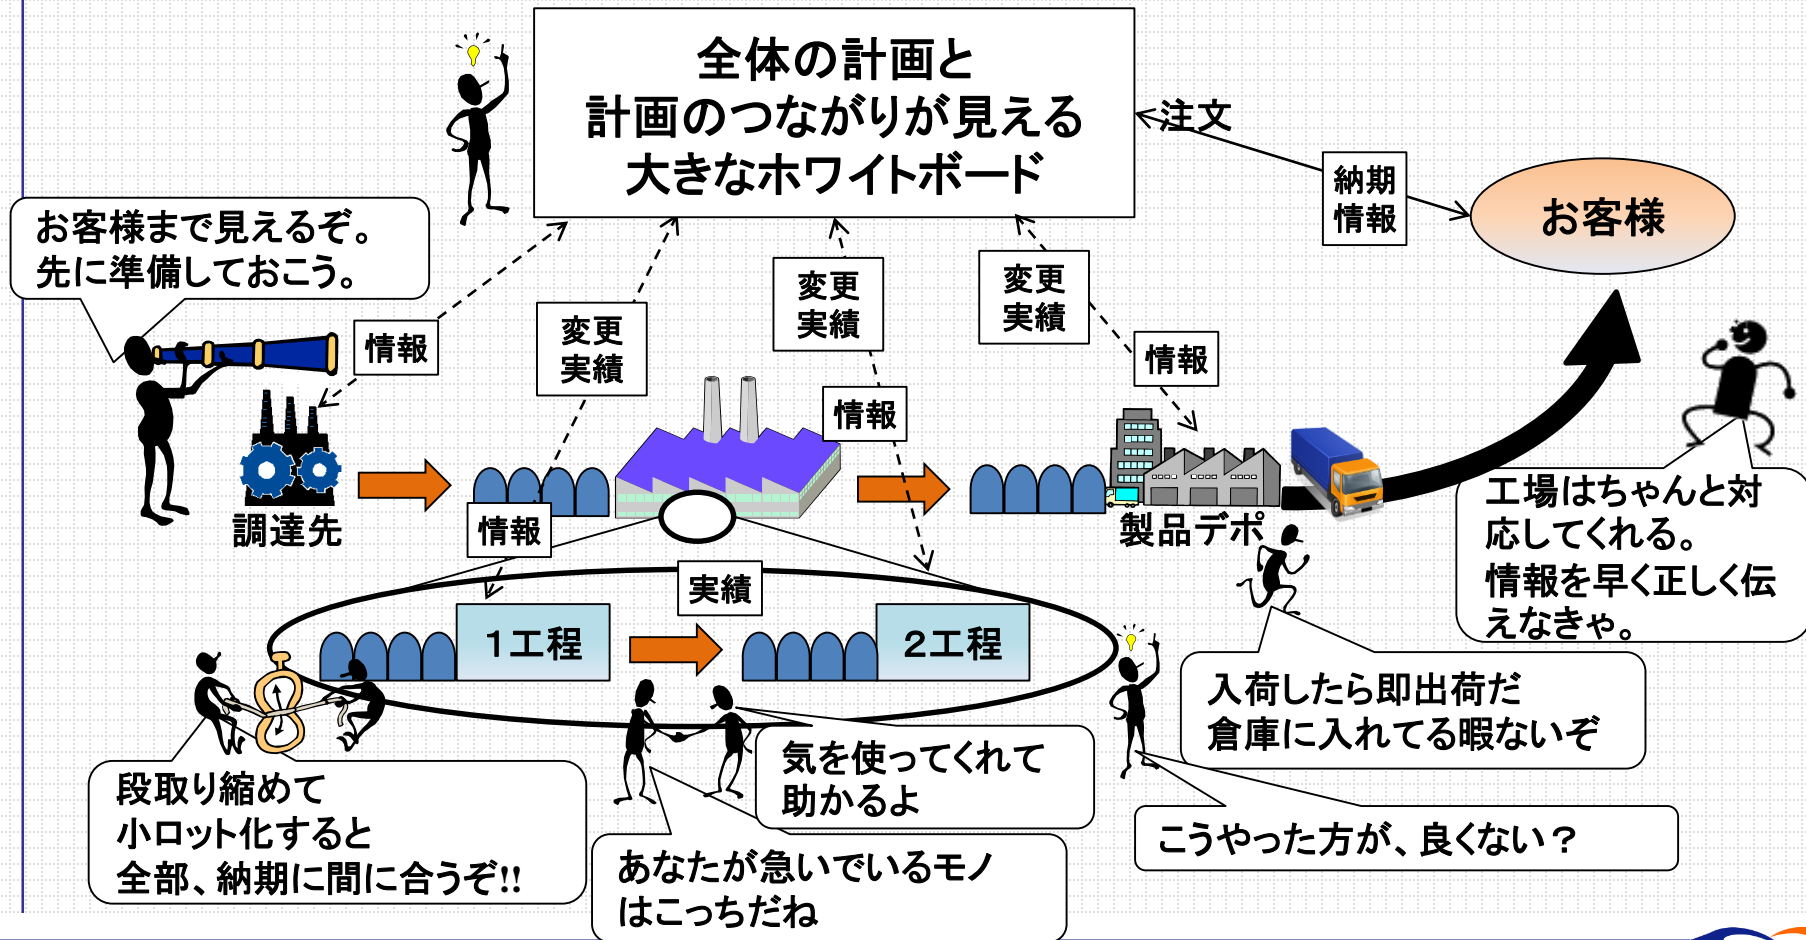 全体の計画と
計画のつながりが見える
大きなホワイトボード
注文
納期
情報
お客様
お客様まで見えるぞ。
先に準備しておこう。
情報
変更
実績
変更
実績
変更
実績
情報
情報
情報
調達先
製品デポ
実績
1工程
2工程
工場はちゃんと対
応してくれる。
情報を早く正しく伝
えなきゃ。
入荷したら即出荷だ
倉庫に入れてる暇ないぞ
段取り縮めて
小ロット化すると
全部、納期に間に合うぞ!!
気を使ってくれて
助かるよ
あなたが急いでいるモノ
はこっちだね
こうやった方が、良くない？